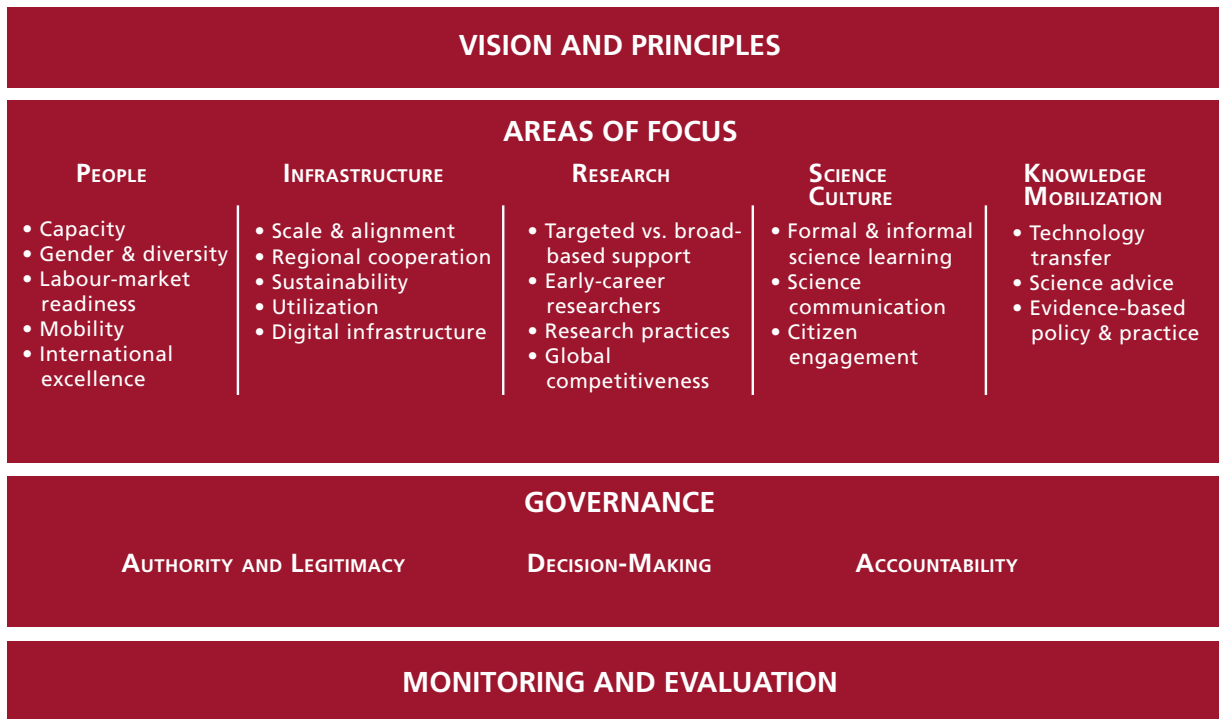 VISION AND PRINCIPLES
AREAS OF FOCUS
PEOPLE
• Capacity
• Gender & diversity
• Labour-market
readiness
• Mobility
• International
excellence
INFRASTRUCTURE
• Scale & alignment
• Regional cooperation
• Sustainability
• Utilization
• Digital infrastructure
RESEARCH
• Targeted vs. broad-
based support
• Early-career
researchers
• Research practices
• Global
competitiveness
SCIENCE
CULTURE
• Formal & informal
science learning
• Science
communication
• Citizen
engagement
KNOWLEDGE
MOBILIZATION
• Technology
transfer
• Science advice
• Evidence-based
policy & practice
GOVERNANCE
AUTHORITY AND LEGITIMACY
DECISION-MAKING
ACCOUNTABILITY
MONITORING AND EVALUATION